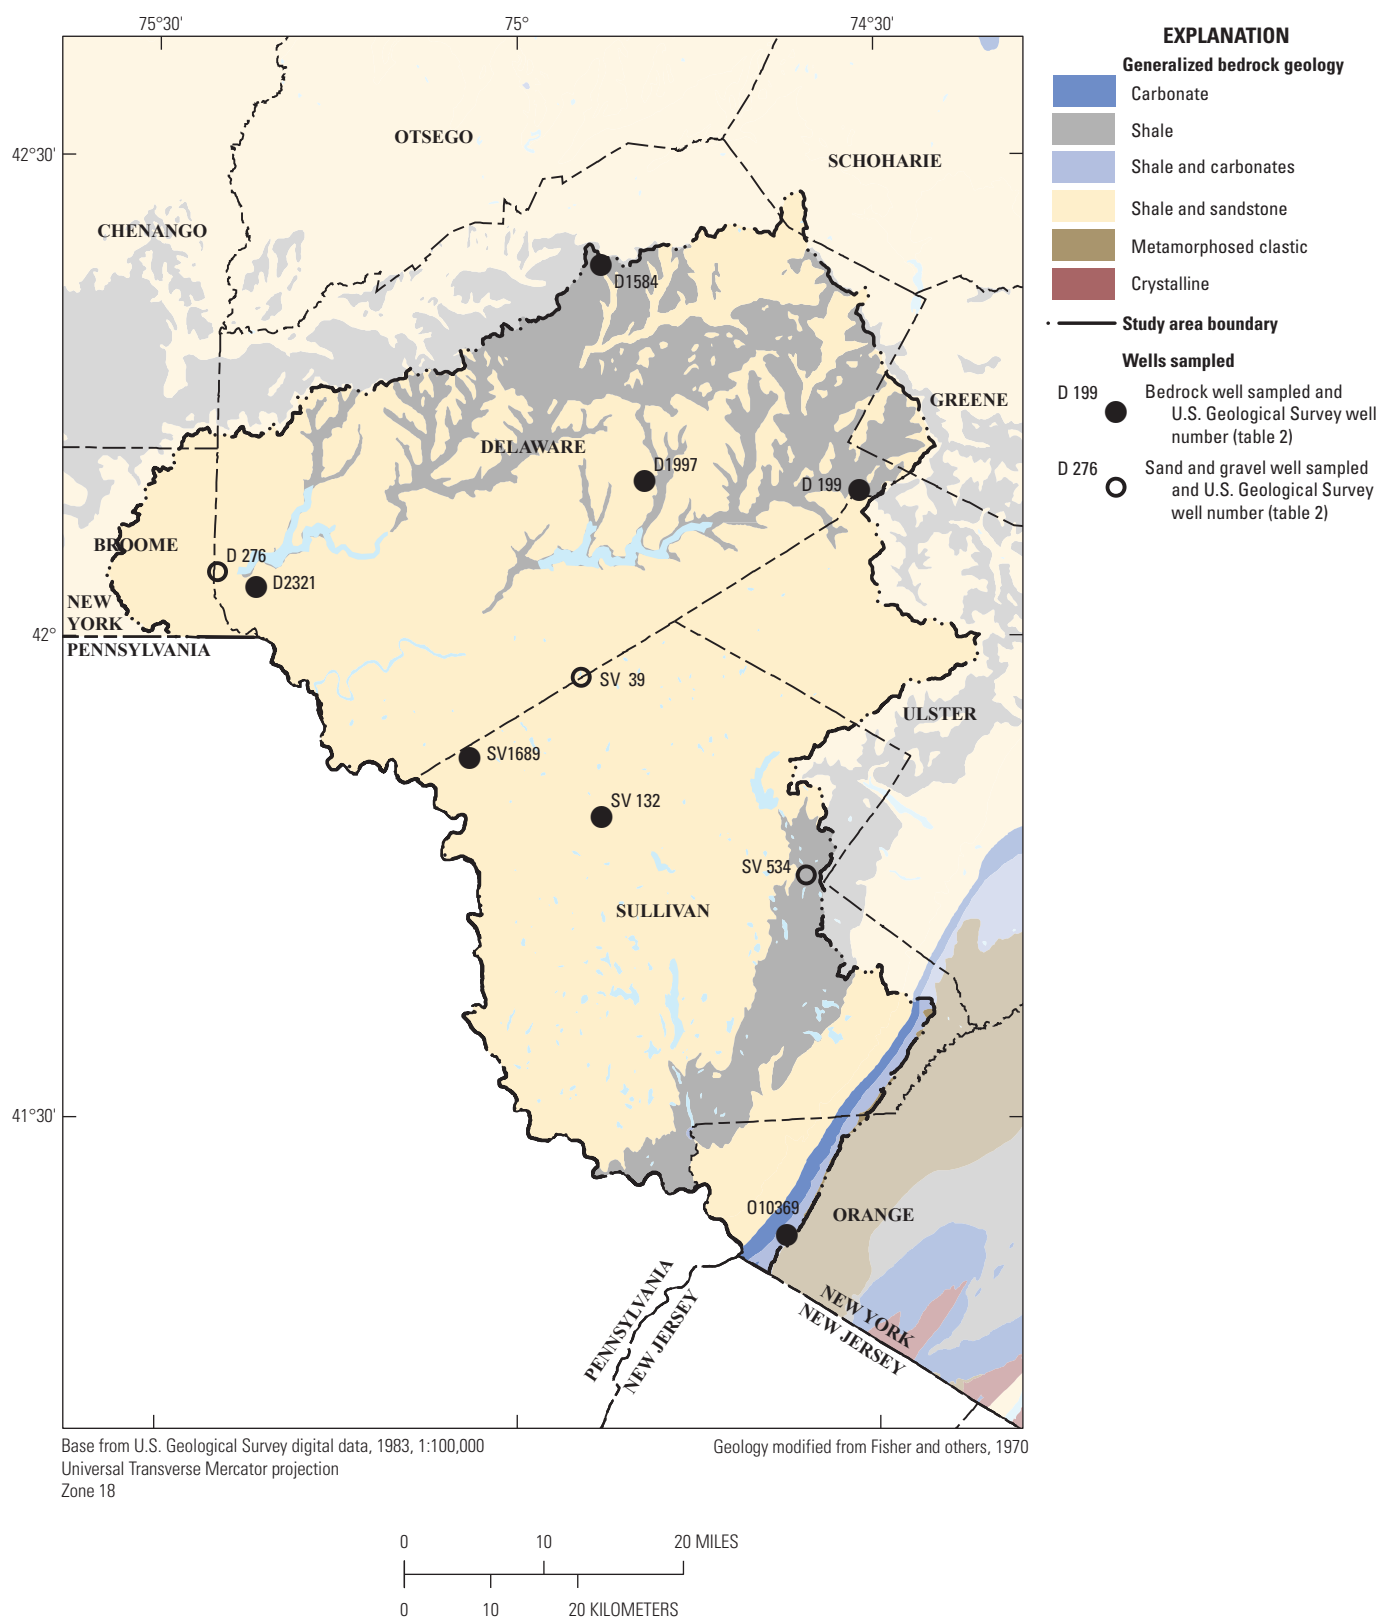 75°30'
75°
74°30'
EXPLANATION
Generalized bedrock geology
Carbonate
Shale
Shale and carbonates
Shale and sandstone
Metamorphosed clastic
Crystalline
Study area boundary
Wells sampled
D 199
Bedrock well sampled and
U.S. Geological Survey well
number (table 2)
D 276
Sand and gravel well sampled
and U.S. Geological Survey
well number (table 2)
42°30'
42°
41°30'
OTSEGO
SCHOHARIE
CHENANGO
D1584
GREENE
DELAWARE
D1997
D 199
BROOME
D 276
D2321
NEW
YORK
PENNSYLVANIA
SV 39
ULSTER
SV1689
SV 132
SV 534
SULLIVAN
O10369
ORANGE
PENNSYLVANIA
NEW JERSEY
NEW YORK
NEW JERSEY
Base from U.S. Geological Survey digital data, 1983, 1:100,000
Universal Transverse Mercator projection
Zone 18
Geology modified from Fisher and others, 1970
0 10 20 MILES
0 10 20 KILOMETERS